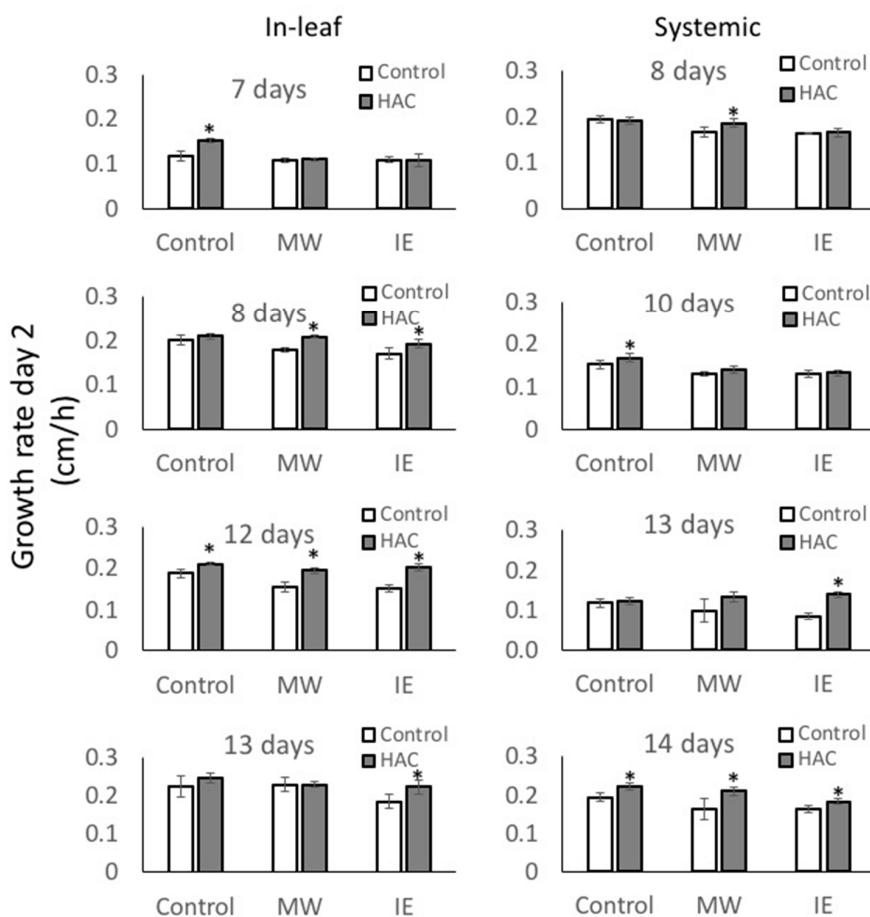 In-leaf
Systemic
Growth rate day 2
(cm/h)
7 days
Control
HAC
0.3
0.2
0.1
0
*
Control MW IE
8 days
Control
HAC
0.3
0.2
0.1
0
*
Control MW IE
8 days
Control
HAC
0.3
0.2
0.1
0
* *
Control MW IE
10 days
Control
HAC
0.3
0.2
0.1
0
*
Control MW IE
12 days
Control
HAC
0.3
0.2
0.1
0
* * *
Control MW IE
13 days
Control
HAC
0.3
0.2
0.1
0.0
*
Control MW IE
13 days
Control
HAC
0.3
0.2
0.1
0
*
Control MW IE
14 days
Control
HAC
0.3
0.2
0.1
0
* * *
Control MW IE